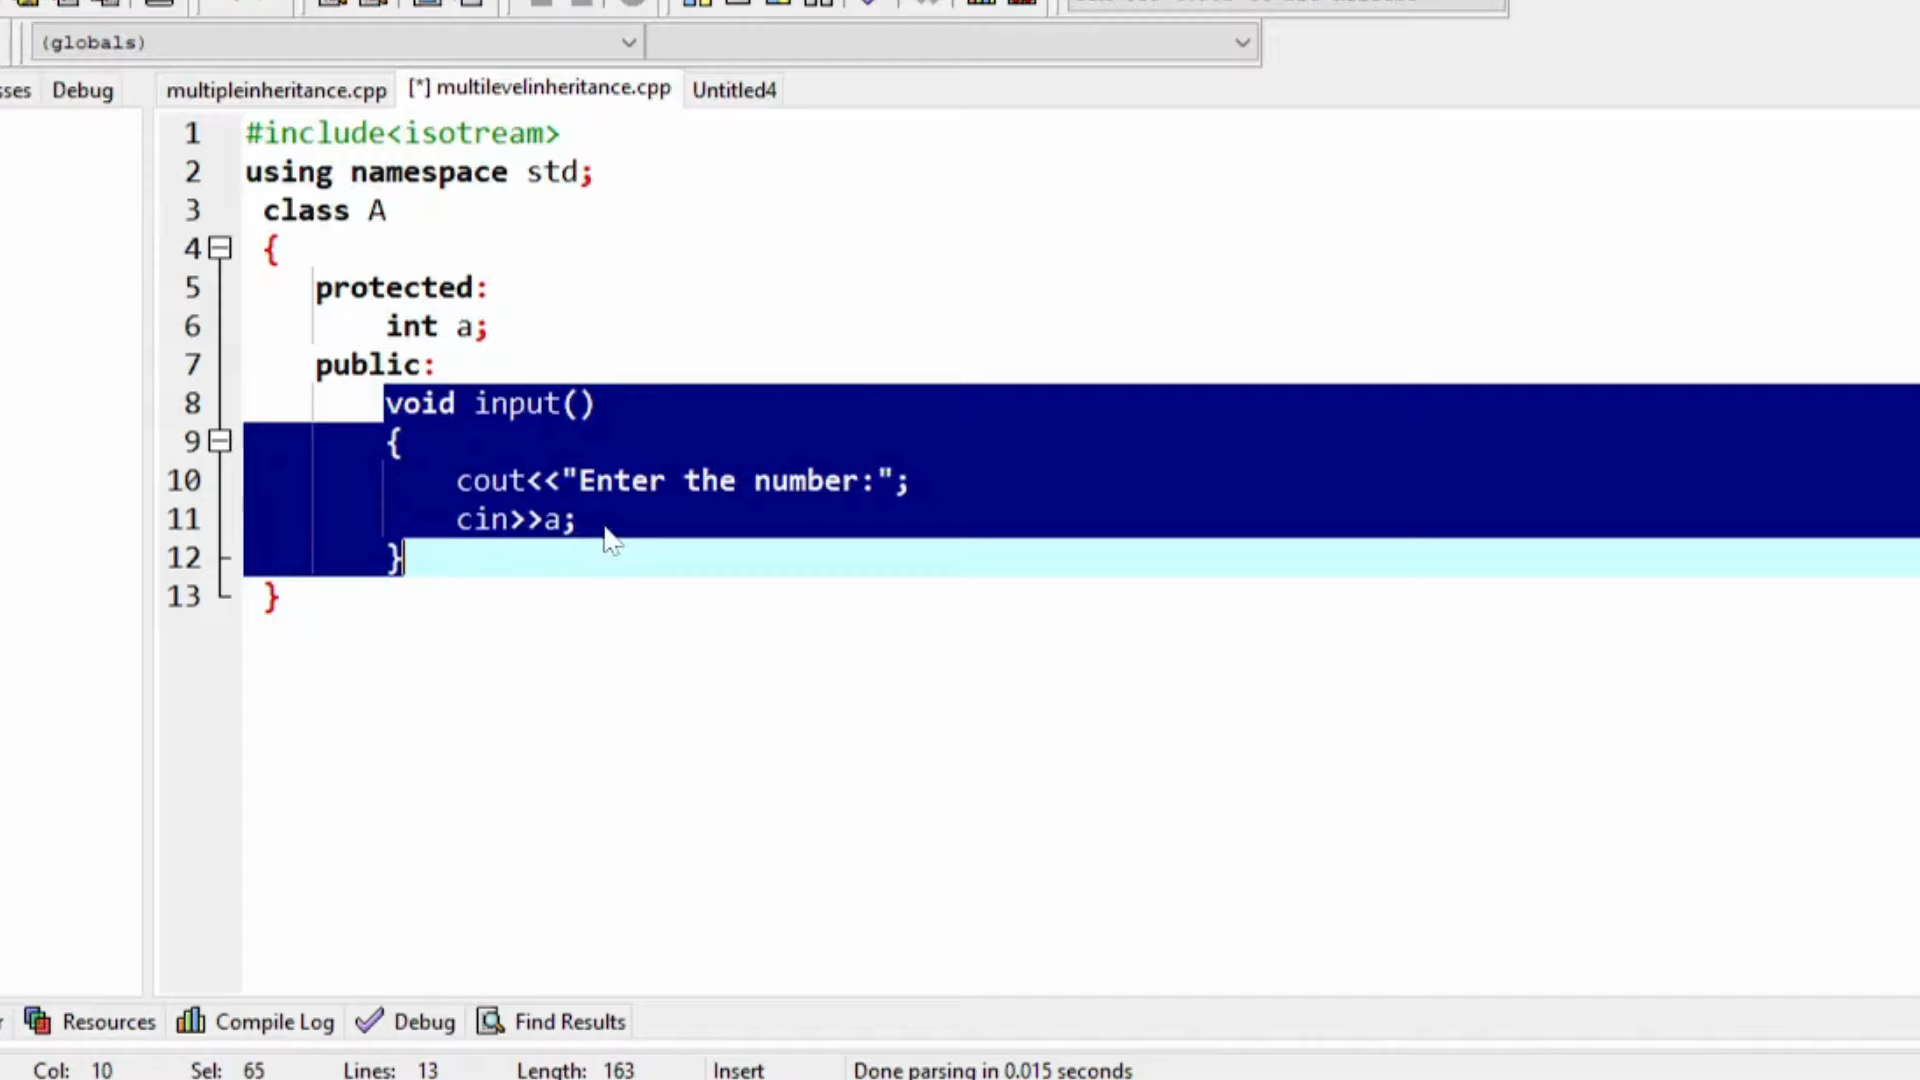 (globals)
sses Debug multipleinheritance.cpp [*] multilevelinheritance.cpp Untitled4
1 #include<isotream>
2 using namespace std;
3 class A
4 {
5 protected:
6 int a;
7 public:
8 void input()
9 {
10 cout<<"Enter the number:";
11 cin>>a;
12 }
13 }
Resources Compile Log Debug Find Results
Col: 10 Sel: 65 Lines: 13 Length: 163 Insert Done parsing in 0.015 seconds